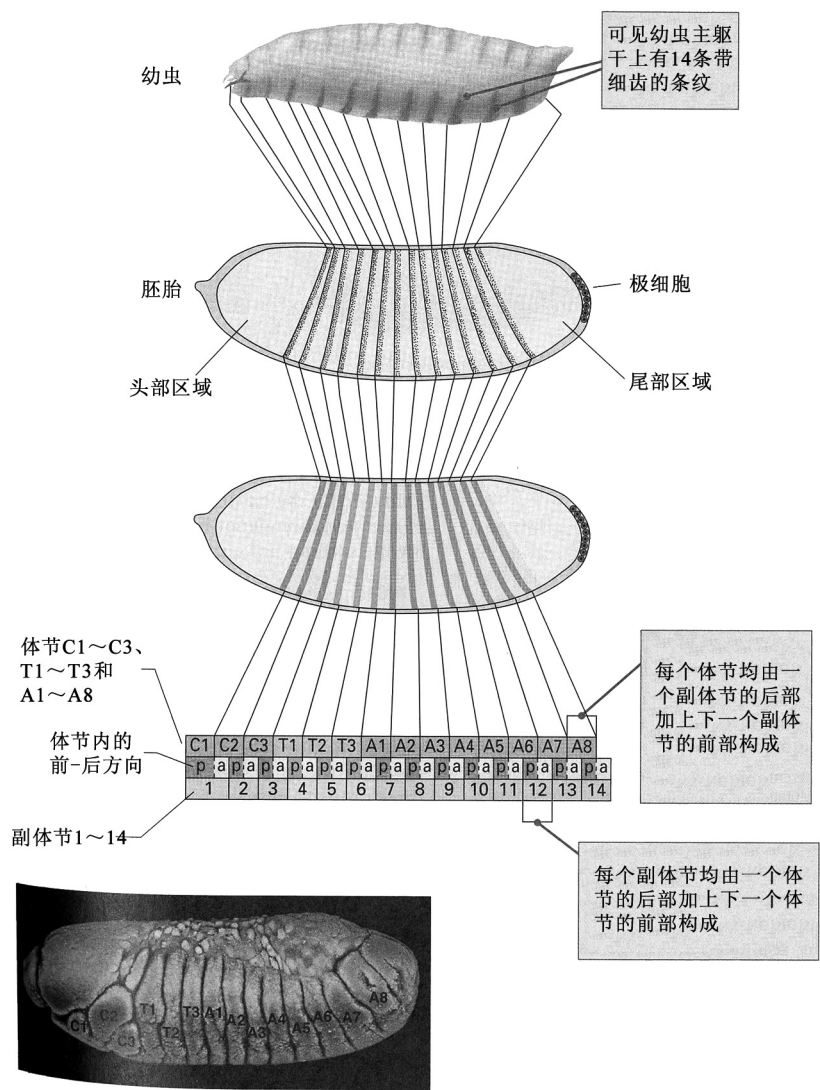 幼虫
可见幼虫主躯
干上有14条带
细齿的条纹
胚胎
极细胞
头部区域
尾部区域
体节C1～C3、
T1～T3和
A1～A8
每个体节均由一
个副体节的后部
加上下一个副体
节的前部构成
C1 C2 C3 T1 T2 T3 A1 A2 A3 A4 A5 A6 A7 A8
体节内的
前-后方向
p a p a p a p a p a p a p a p a p a p a p a p a p a p a
1 2 3 4 5 6 7 8 9 10 11 12 13 14
副体节1～14
每个副体节均由一个体
节的后部加上下一个体
节的前部构成
C1 C2 C3 T1 T2 T3 A1 A2 A3 A4 A5 A6 A7 A8